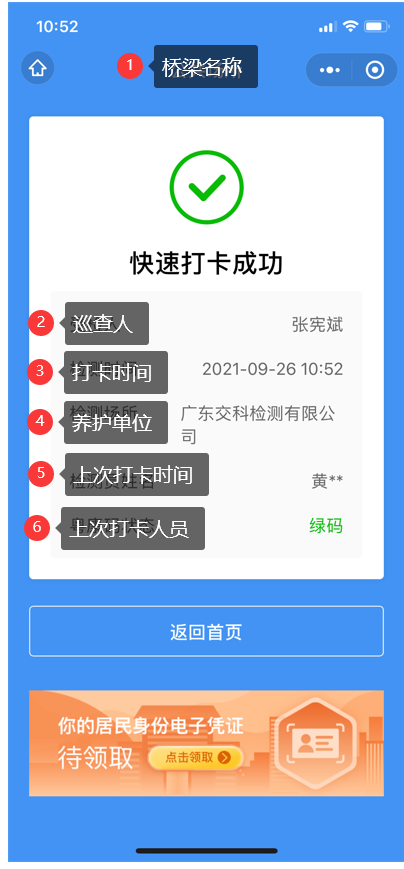 10:52
1 桥梁名称
快速打卡成功
2 巡查人 张宪斌
3 打卡时间 2021-09-26 10:52
4 养护单位 广东交科检测有限公
司
5 上次打卡时间 黄**
6 上次打卡人员 绿码
返回首页
你的居民身份电子凭证
待领取 点击领取